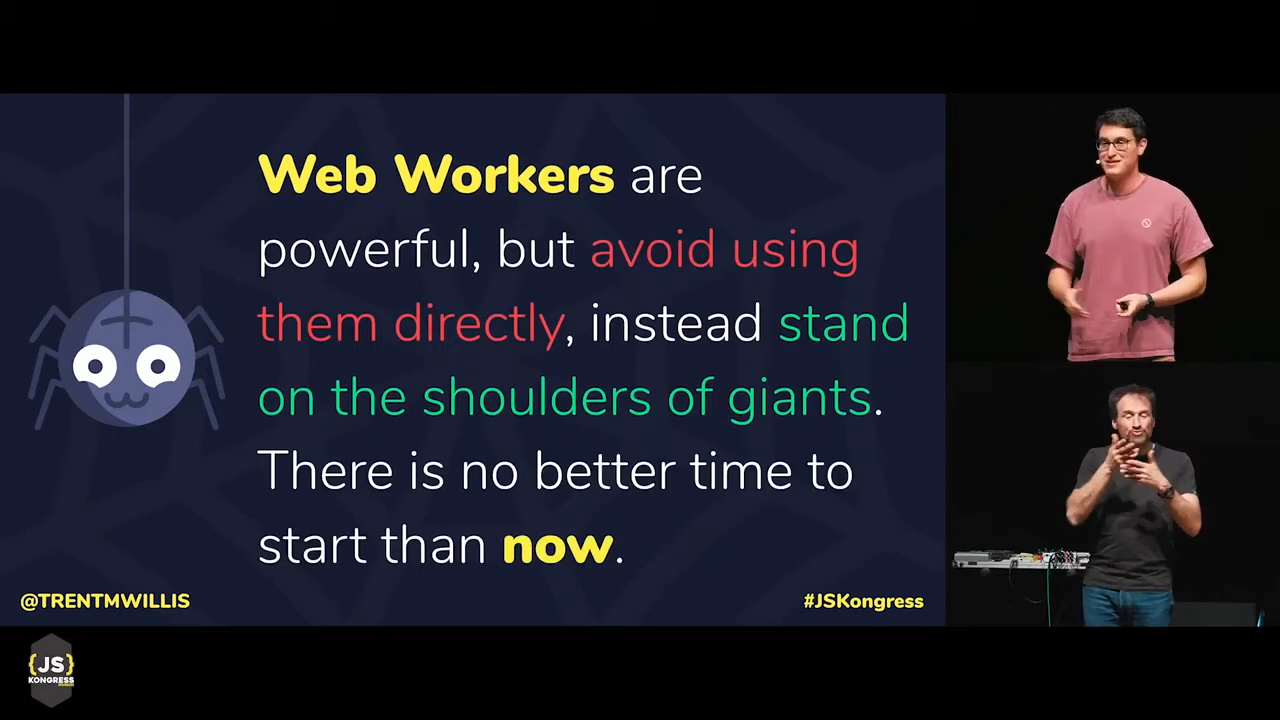 Web Workers are
powerful, but avoid using
them directly, instead stand
on the shoulders of giants.
There is no better time to
start than now.
@TRENTMWILLIS
#JSKongress
{JS}
KONGRESS